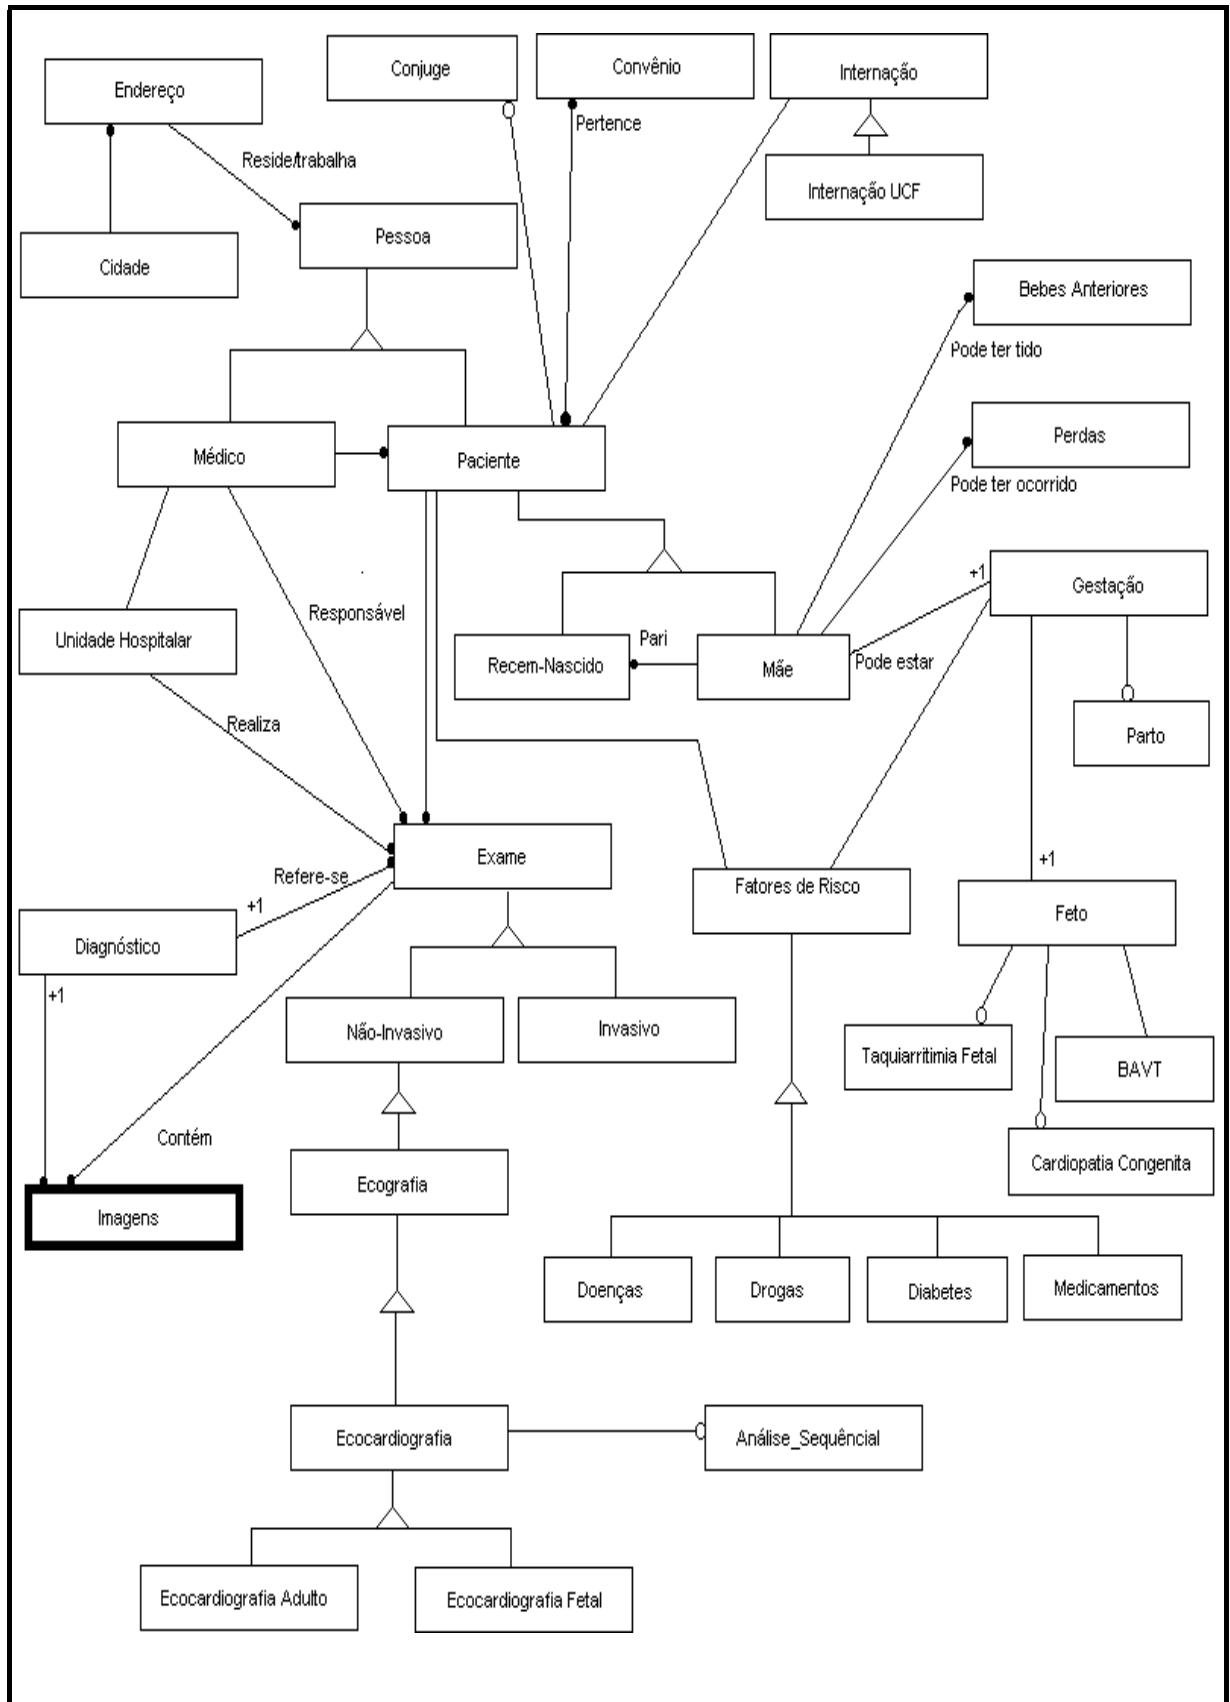 Conjuge
Convênio
Internação
Endereço
Pertence
Reside/trabalha
Internação UCF
Pessoa
Cidade
Bebes Anteriores
Pode ter tido
Médico
Paciente
Perdas
Pode ter ocorrido
+1
Gestação
Responsável
Unidade Hospitalar
Pari
Recem-Nascido
Mãe
Pode estar
Realiza
Parto
Exame
+1
Refere-se
Fatores de Risco
+1
Feto
Diagnóstico
+1
Não-Invasivo
Invasivo
Taquiarritimia Fetal
BAVT
Contém
Cardiopatia Congenita
Ecografia
Imagens
Doenças
Drogas
Diabetes
Medicamentos
Ecocardiografia
Análise_Sequêncial
Ecocardiografia Adulto
Ecocardiografia Fetal